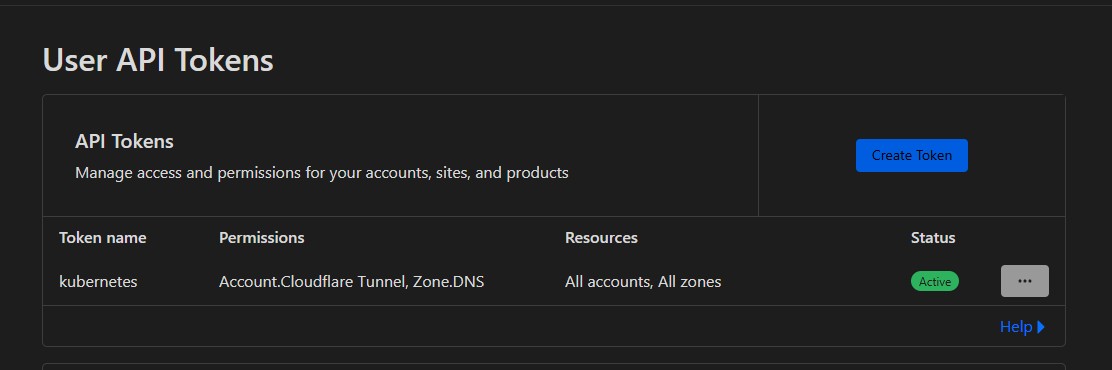 User API Tokens
API Tokens
Manage access and permissions for your accounts, sites, and products
Create Token
Token name Permissions Resources Status
kubernetes Account.Cloudflare Tunnel, Zone.DNS All accounts, All zones Active ...
Help